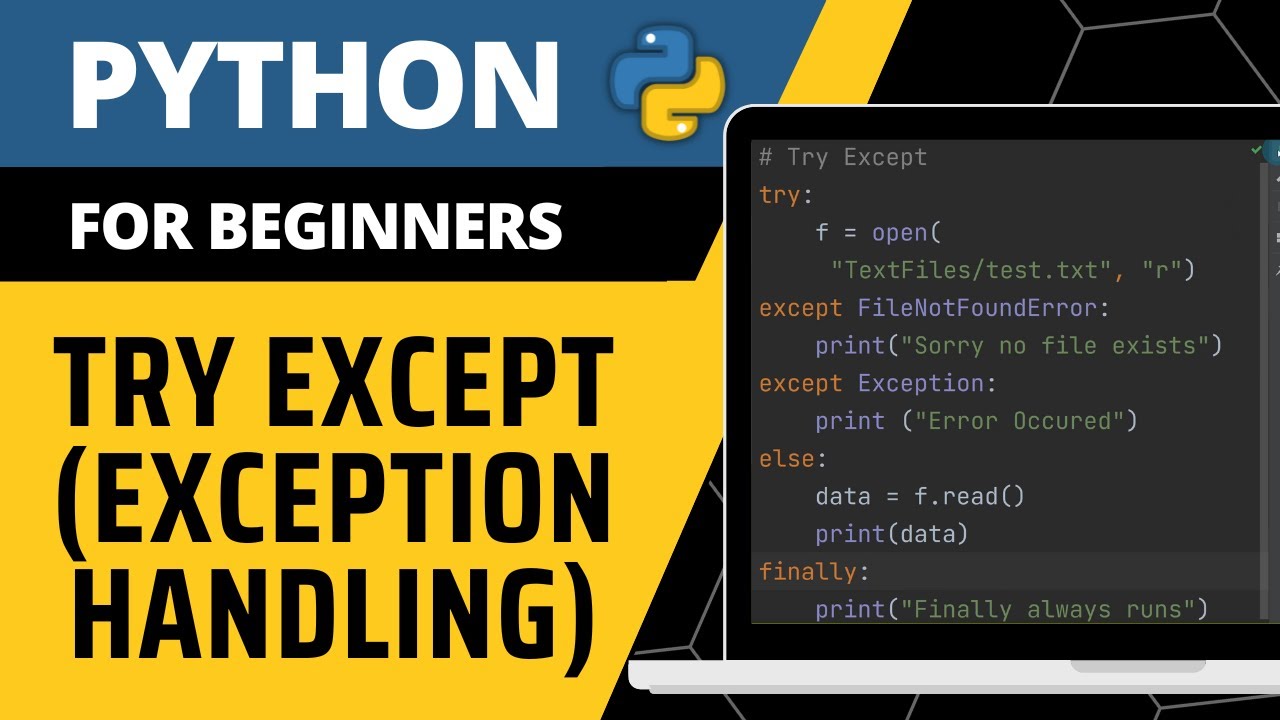 PYTHON
FOR BEGINNERS
TRY EXCEPT
(EXCEPTION
HANDLING)
# Try Except
try:
    f = open(
     "TextFiles/test.txt", "r")
except FileNotFoundError:
    print("Sorry no file exists")
except Exception:
    print ("Error Occured")
else:
    data = f.read()
    print(data)
finally:
    print("Finally always runs")